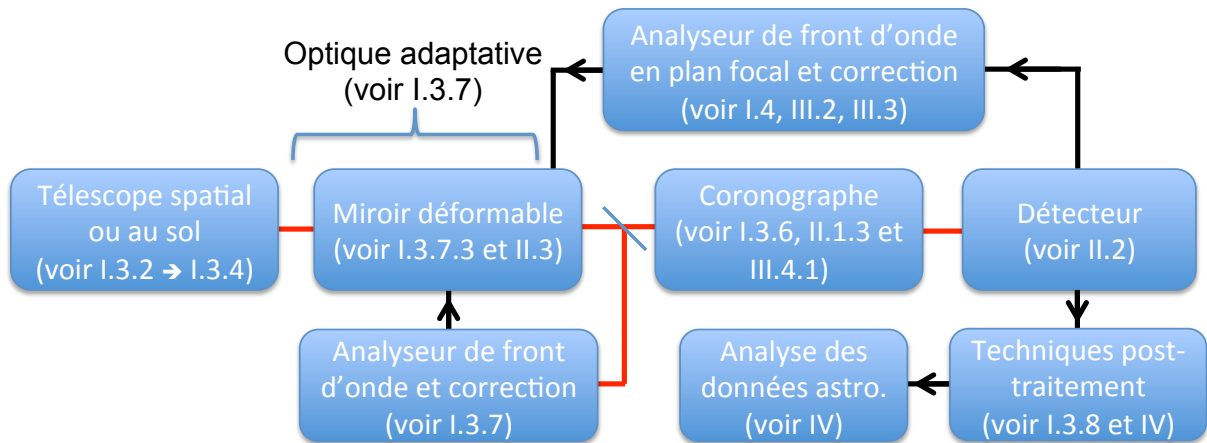 Optique adaptative
(voir I.3.7)
Analyseur de front d’onde
en plan focal et correction
(voir I.4, III.2, III.3)
Télescope spatial
ou au sol
(voir I.3.2 ➔ I.3.4)
Miroir déformable
(voir I.3.7.3 et II.3)
Coronographe
(voir I.3.6, II.1.3 et
III.4.1)
Détecteur
(voir II.2)
Analyseur de front
d’onde et correction
(voir I.3.7)
Analyse des
données astro.
(voir IV)
Techniques post-
traitement
(voir I.3.8 et IV)